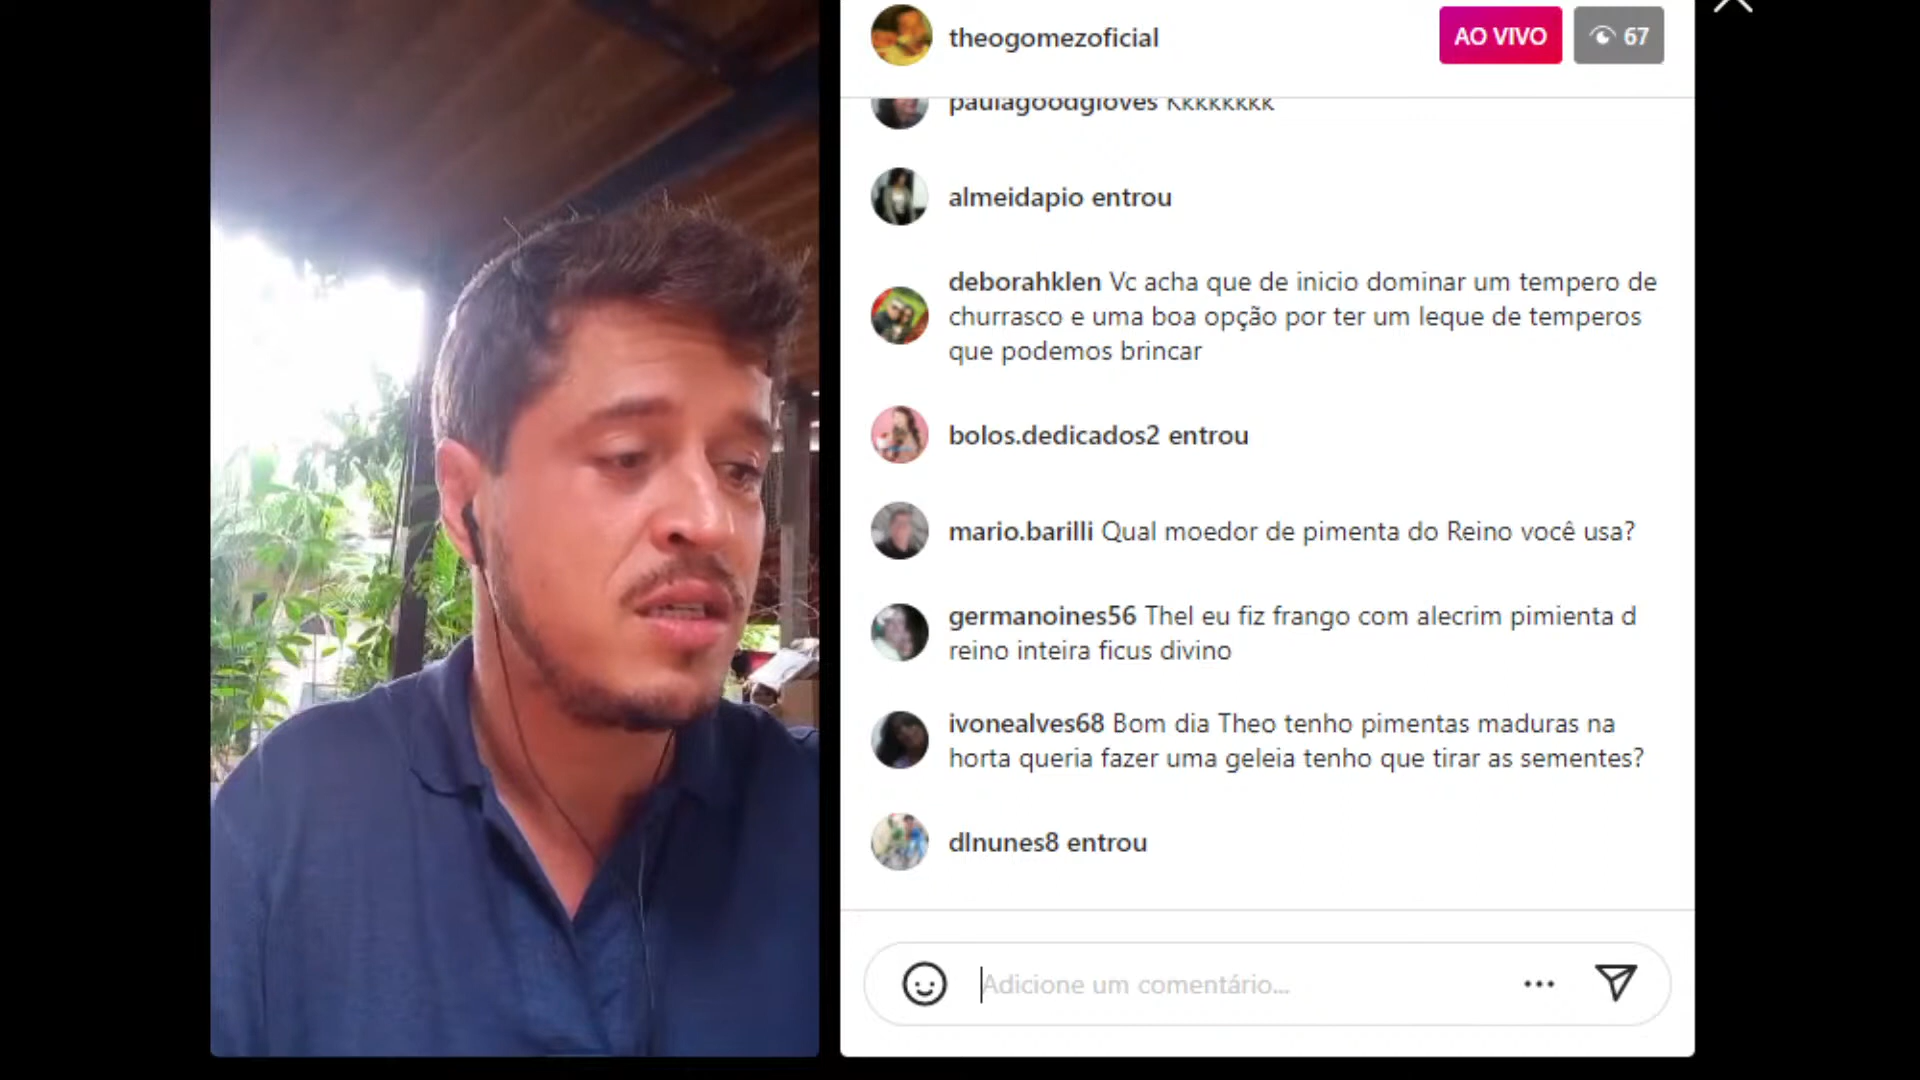 theogomezoficial
AO VIVO
67
paulagoodgloves Kkkkkkkk
almeidapio entrou
deborahklen Vc acha que de inicio dominar um tempero de
churrasco e uma boa opção por ter um leque de temperos
que podemos brincar
bolos.dedicados2 entrou
mario.barilli Qual moedor de pimenta do Reino você usa?
germanoines56 Thel eu fiz frango com alecrim pimienta d
reino inteira ficus divino
ivonealves68 Bom dia Theo tenho pimentas maduras na
horta queria fazer uma geleia tenho que tirar as sementes?
dlnunes8 entrou
Adicione um comentário...